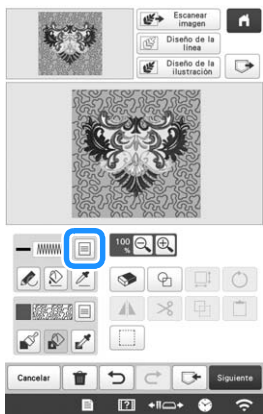 Escanear
imagen
Diseño de la
línea
Diseño de la
ilustración
100
%
Cancelar
Siguiente